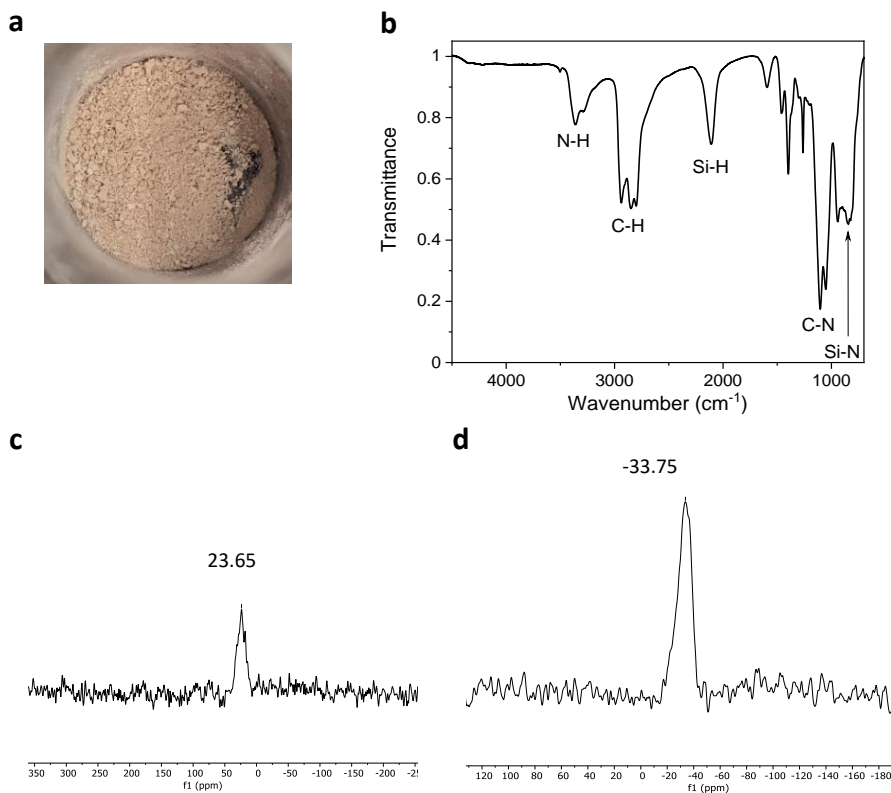 a
b
1
0.8
0.6
0.4
0.2
0
Transmittance
N-H
C-H
Si-H
C-N
Si-N
4000 3000 2000 1000
Wavenumber (cm⁻¹)
c
d
23.65
-33.75
350 300 250 200 150 100 50 0 -50 -100 -150 -200
f1 (ppm)
120 100 80 60 40 20 0 -20 -40 -60 -80 -100 -120 -140 -160 -180
f1 (ppm)